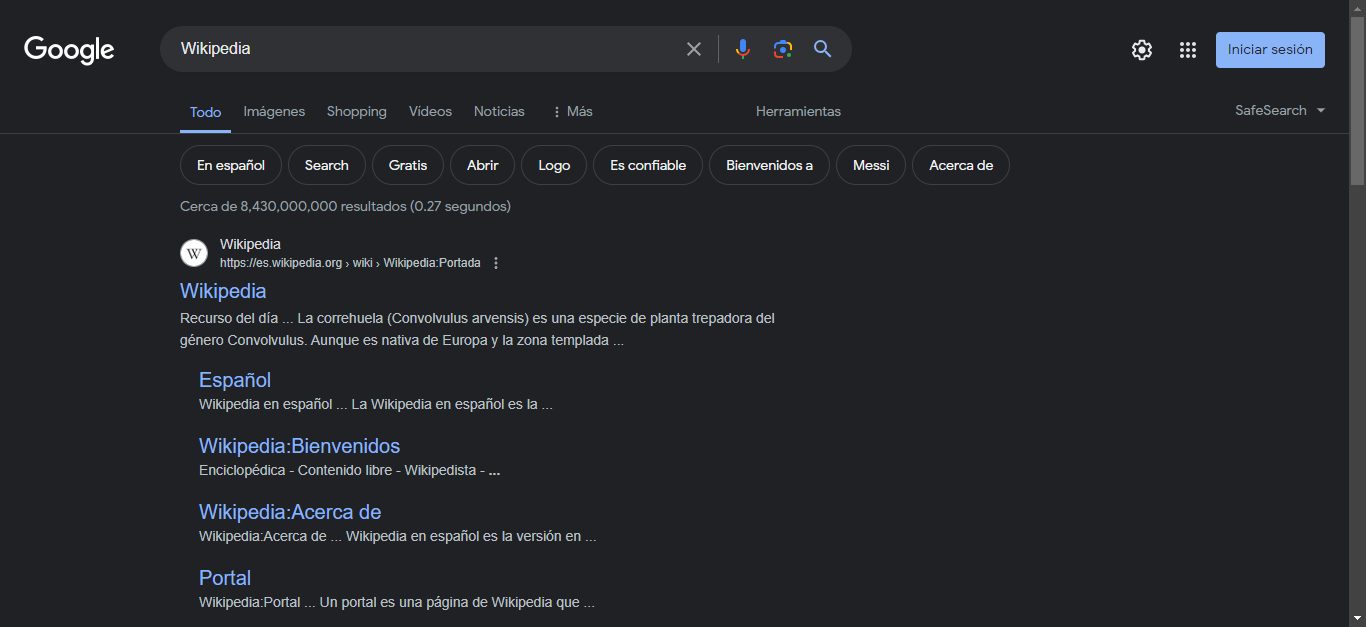 Google
Wikipedia
Iniciar sesión
Todo Imágenes Shopping Vídeos Noticias Más Herramientas SafeSearch
En español Search Gratis Abrir Logo Es confiable Bienvenidos a Messi Acerca de
Cerca de 8,430,000,000 resultados (0.27 segundos)
W
Wikipedia
https://es.wikipedia.org › wiki › Wikipedia:Portada
Wikipedia
Recurso del día ... La correhuela (Convolvulus arvensis) es una especie de planta trepadora del
género Convolvulus. Aunque es nativa de Europa y la zona templada ...
Español
Wikipedia en español ... La Wikipedia en español es la ...
Wikipedia:Bienvenidos
Enciclopédica - Contenido libre - Wikipedista - ...
Wikipedia:Acerca de
Wikipedia:Acerca de ... Wikipedia en español es la versión en ...
Portal
Wikipedia:Portal ... Un portal es una página de Wikipedia que ...